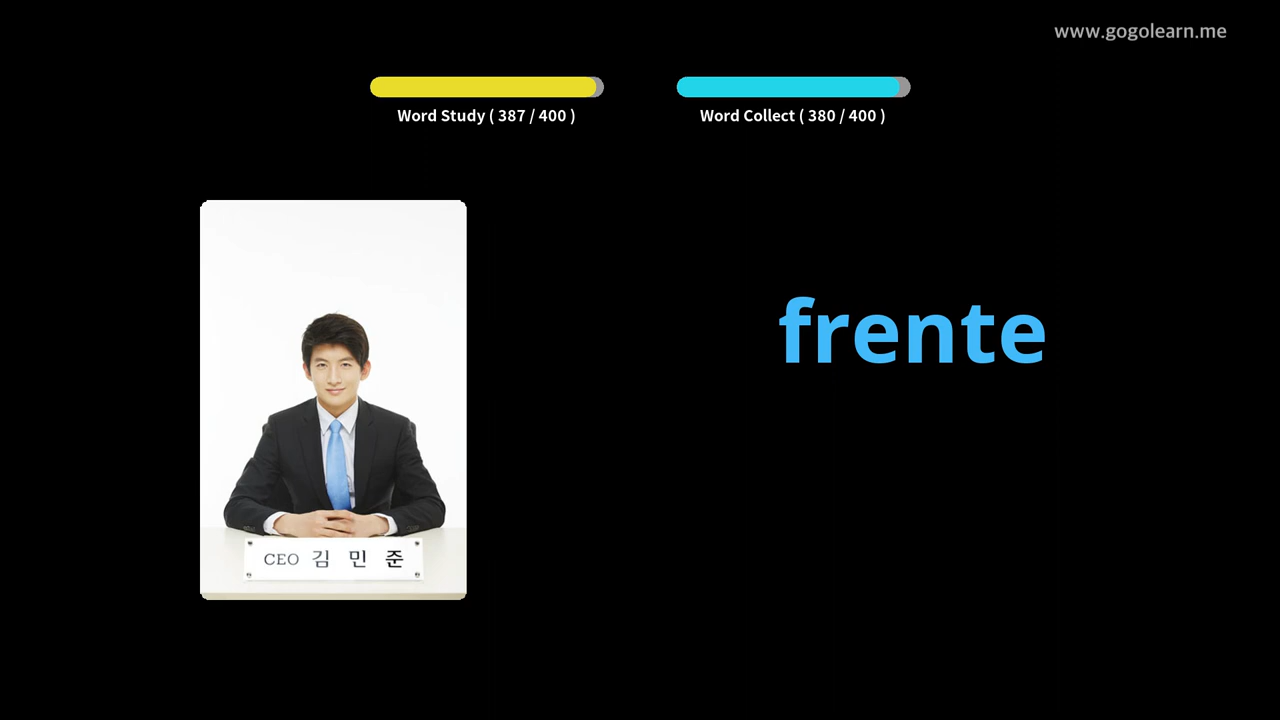 www.gogolearn.me
Word Study ( 387 / 400 )
Word Collect ( 380 / 400 )
frente
CEO 김 민 준